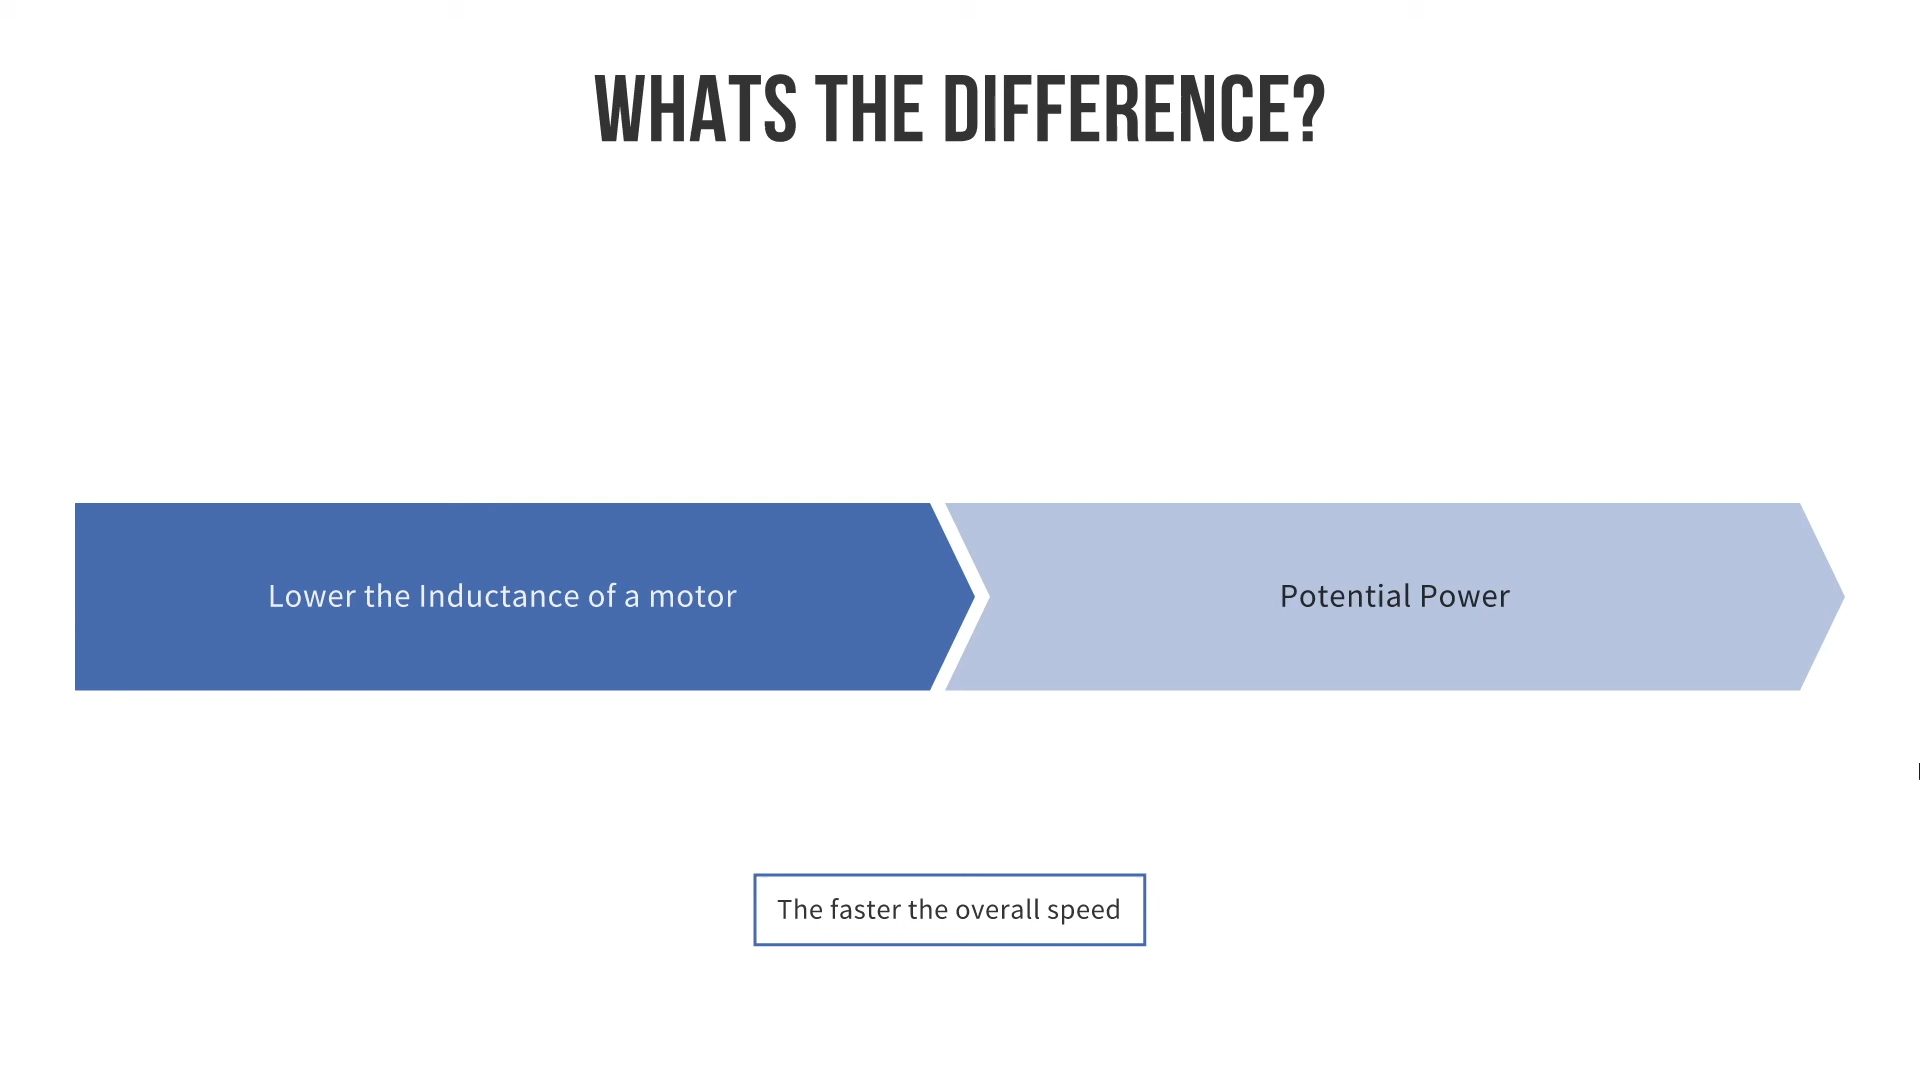 WHATS THE DIFFERENCE?
Lower the Inductance of a motor
Potential Power
The faster the overall speed